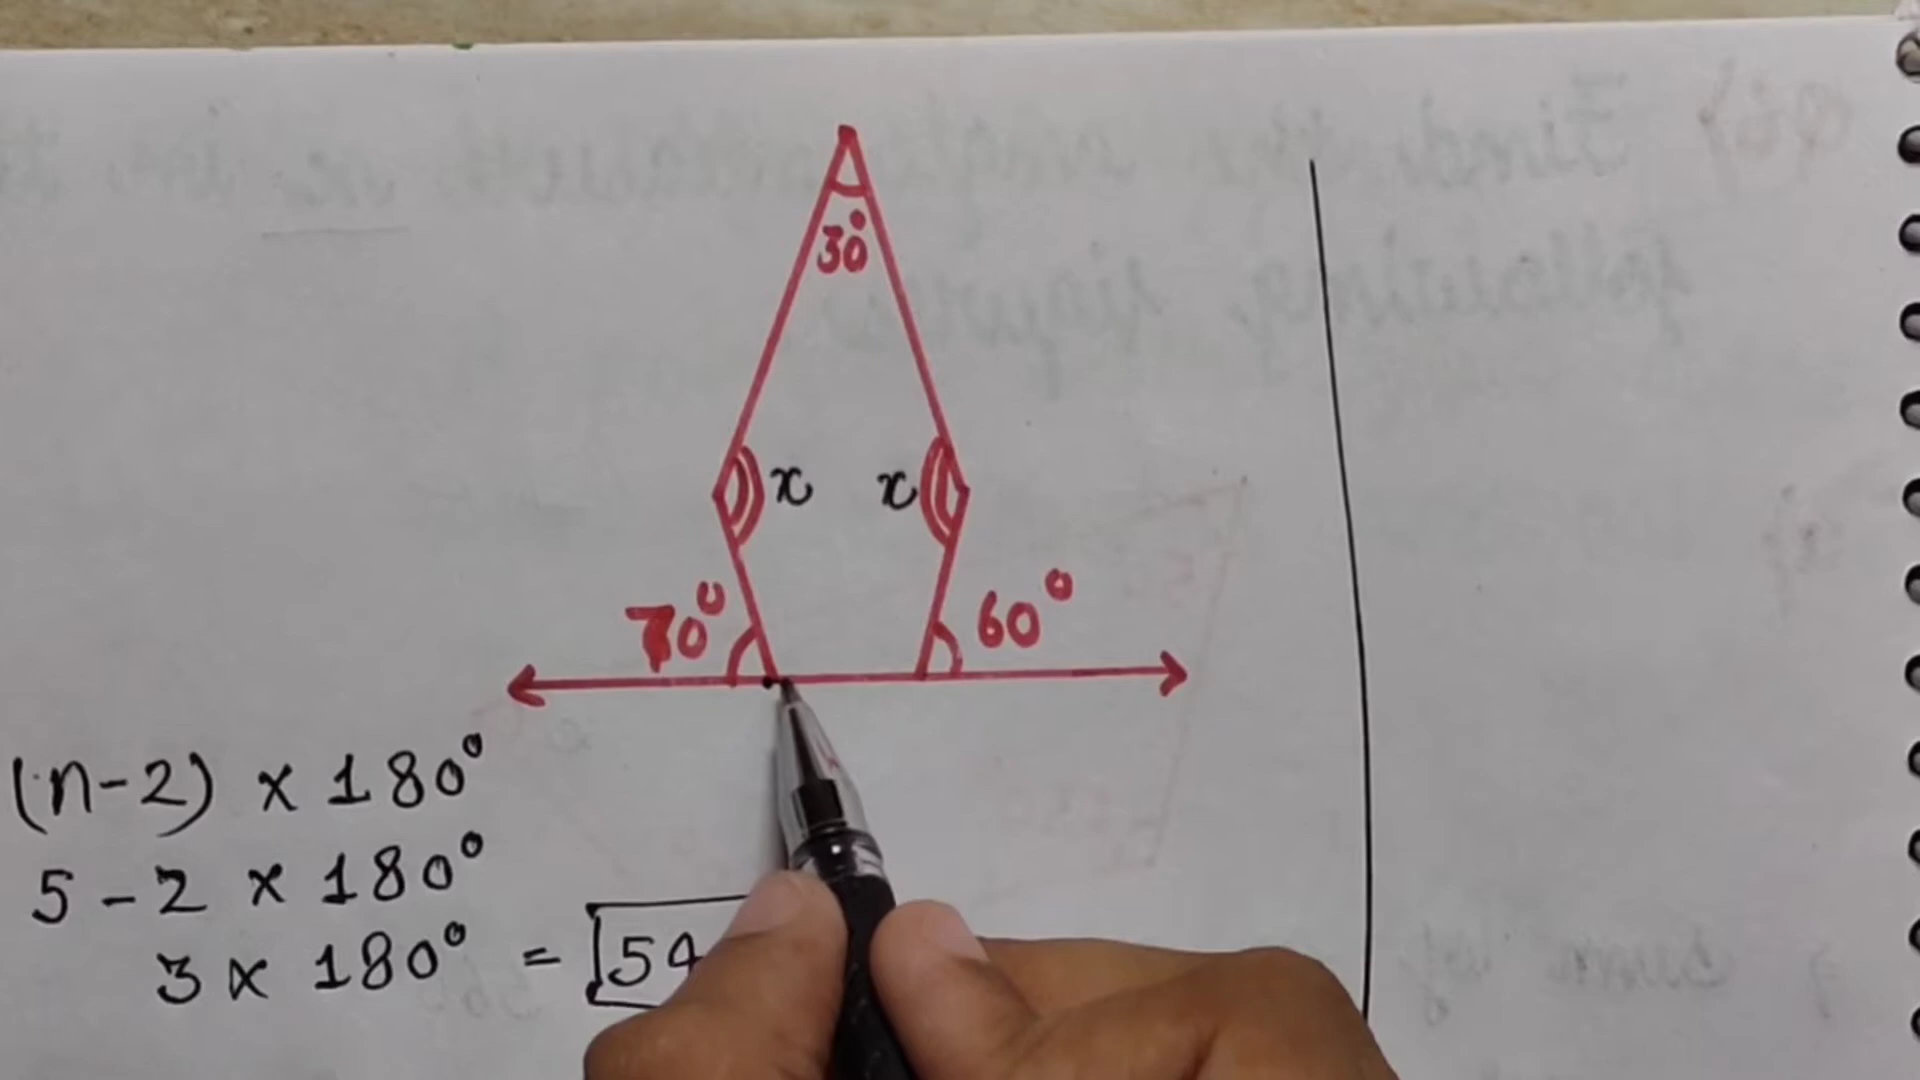 30°
x x
70° 60°
(n-2) x 180°
5 - 2 x 180°
3 x 180° = 54